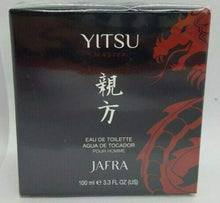 YITSU
MASTER
親
方
EAU DE TOILETTE
AGUA DE TOCADOR
POUR HOMME
JAFRA
100 ml e 3.3 FL OZ (US)